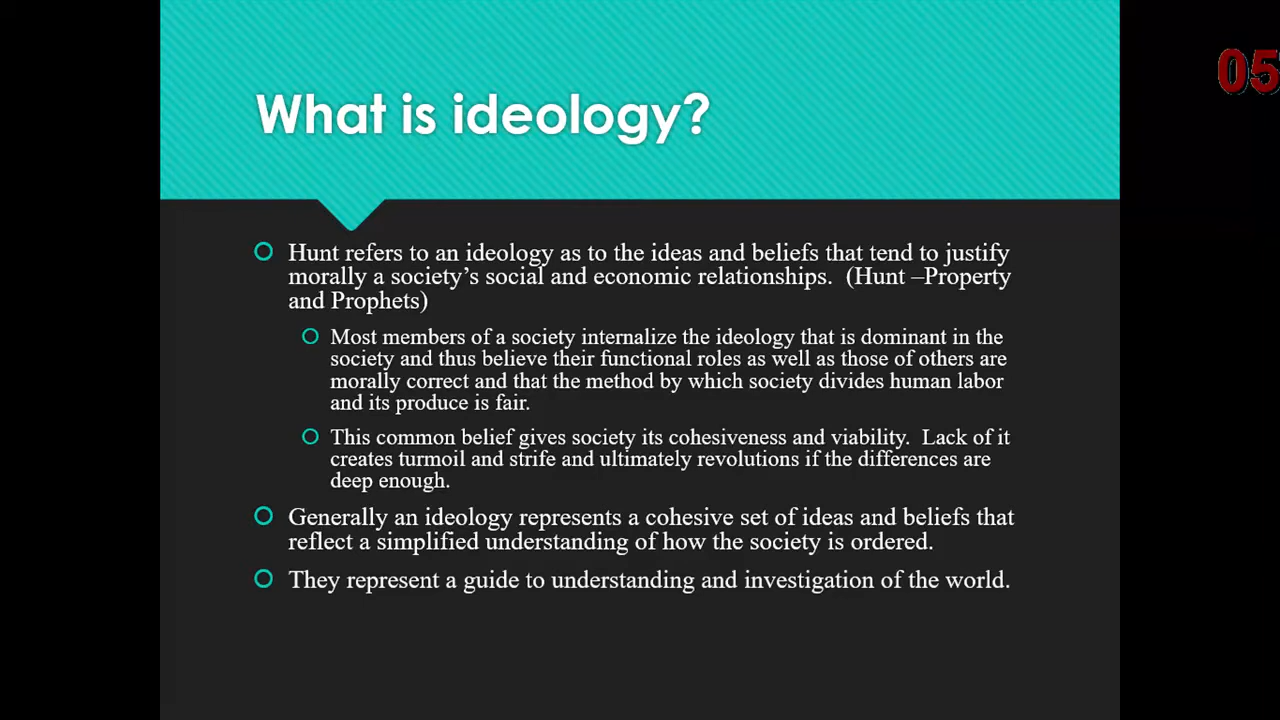 What is ideology?
05
Hunt refers to an ideology as to the ideas and beliefs that tend to justify
morally a society's social and economic relationships.  (Hunt –Property
and Prophets)
Most members of a society internalize the ideology that is dominant in the
society and thus believe their functional roles as well as those of others are
morally correct and that the method by which society divides human labor
and its produce is fair.
This common belief gives society its cohesiveness and viability.  Lack of it
creates turmoil and strife and ultimately revolutions if the differences are
deep enough.
Generally an ideology represents a cohesive set of ideas and beliefs that
reflect a simplified understanding of how the society is ordered.
They represent a guide to understanding and investigation of the world.